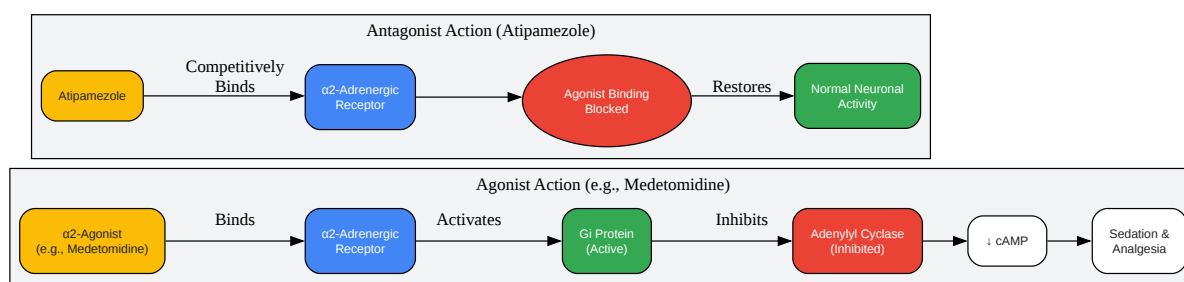 Antagonist Action (Atipamezole)
Atipamezole
Competitively
Binds
α2-Adrenergic
Receptor
Agonist Binding
Blocked
Restores
Normal Neuronal
Activity
Agonist Action (e.g., Medetomidine)
α2-Agonist
(e.g., Medetomidine)
Binds
α2-Adrenergic
Receptor
Activates
Gi Protein
(Active)
Inhibits
Adenylyl Cyclase
(Inhibited)
↓ cAMP
Sedation &
Analgesia